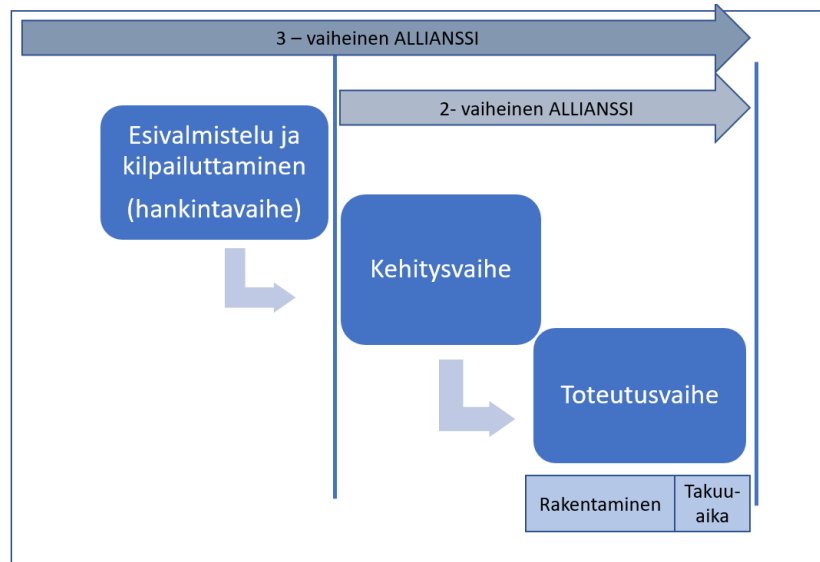 3 – vaiheinen ALLIANSSI
2- vaiheinen ALLIANSSI
Esivalmistelu ja
kilpailuttaminen
(hankintavaihe)
Kehitysvaihe
Toteutusvaihe
Rakentaminen
Takuu-
aika